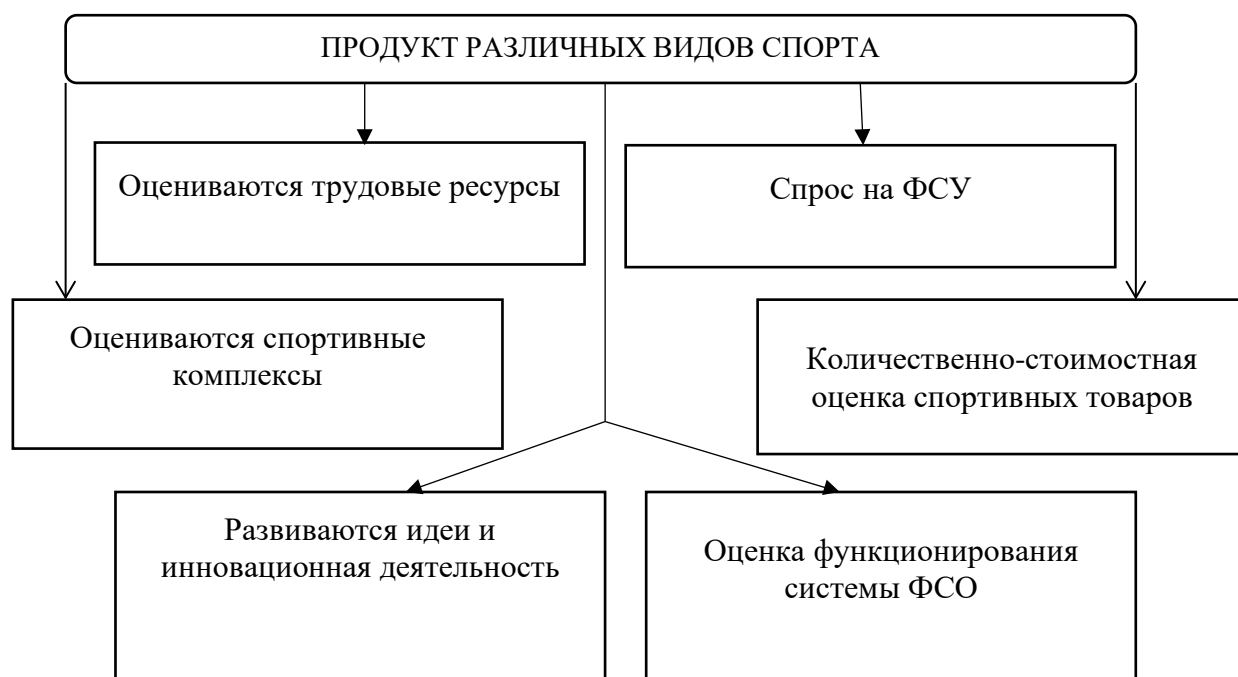 ПРОДУКТ РАЗЛИЧНЫХ ВИДОВ СПОРТА
Оцениваются трудовые ресурсы
Спрос на ФСУ
Оцениваются спортивные
комплексы
Количественно-стоимостная
оценка спортивных товаров
Развиваются идеи и
инновационная деятельность
Оценка функционирования
системы ФСО